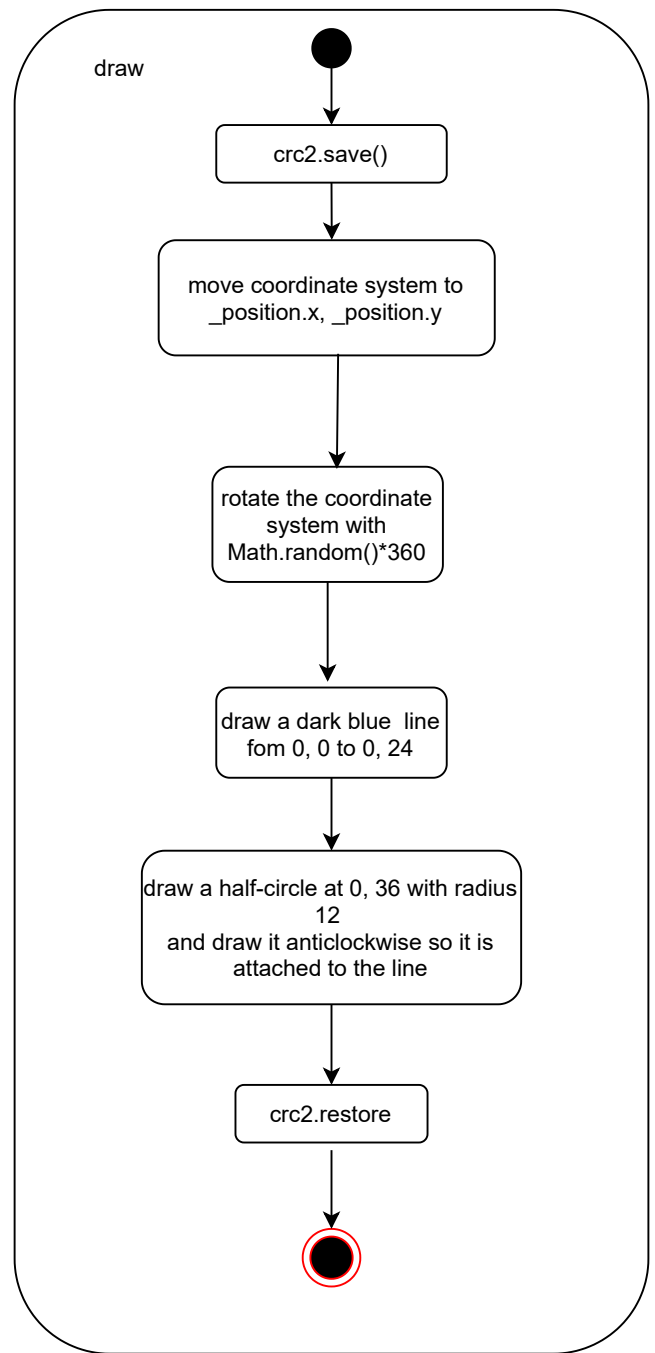 draw
crc2.save()
move coordinate system to
_position.x, _position.y
rotate the coordinate
system with
Math.random()*360
draw a dark blue  line
fom 0, 0 to 0, 24
draw a half-circle at 0, 36 with radius
12
and draw it anticlockwise so it is
attached to the line
crc2.restore